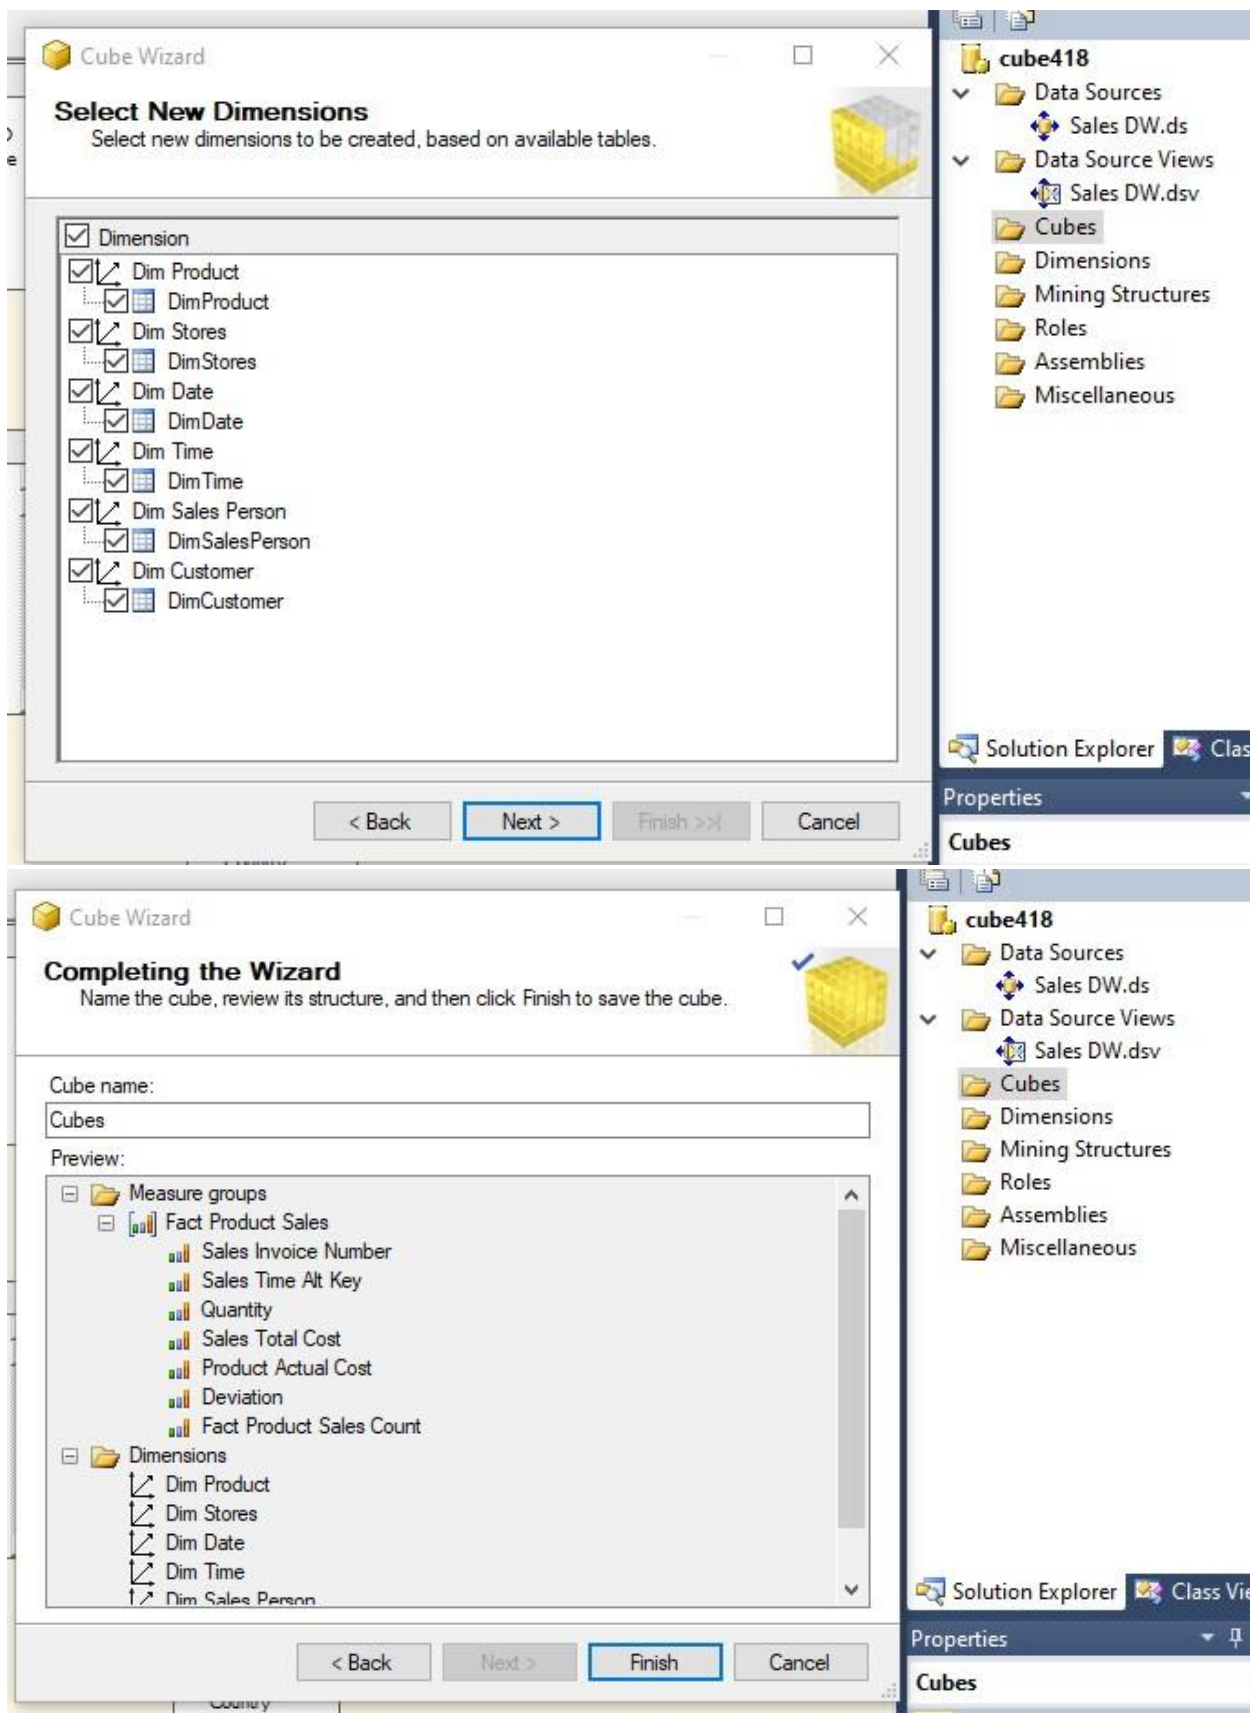 Cube Wizard
Select New Dimensions
Select new dimensions to be created, based on available tables.
Dimension
Dim Product
DimProduct
Dim Stores
DimStores
Dim Date
DimDate
Dim Time
DimTime
Dim Sales Person
DimSalesPerson
Dim Customer
DimCustomer
< Back
Next >
Finish >>|
Cancel
cube418
Data Sources
Sales DW.ds
Data Source Views
Sales DW.dsv
Cubes
Dimensions
Mining Structures
Roles
Assemblies
Miscellaneous
Solution Explorer
Clas
Properties
Cubes
Cube Wizard
Completing the Wizard
Name the cube, review its structure, and then click Finish to save the cube.
Cube name:
Cubes
Preview:
Measure groups
Fact Product Sales
Sales Invoice Number
Sales Time Alt Key
Quantity
Sales Total Cost
Product Actual Cost
Deviation
Fact Product Sales Count
Dimensions
Dim Product
Dim Stores
Dim Date
Dim Time
Dim Sales Person
< Back
Next >
Finish
Cancel
Country
cube418
Data Sources
Sales DW.ds
Data Source Views
Sales DW.dsv
Cubes
Dimensions
Mining Structures
Roles
Assemblies
Miscellaneous
Solution Explorer
Class Vie
Properties
Cubes